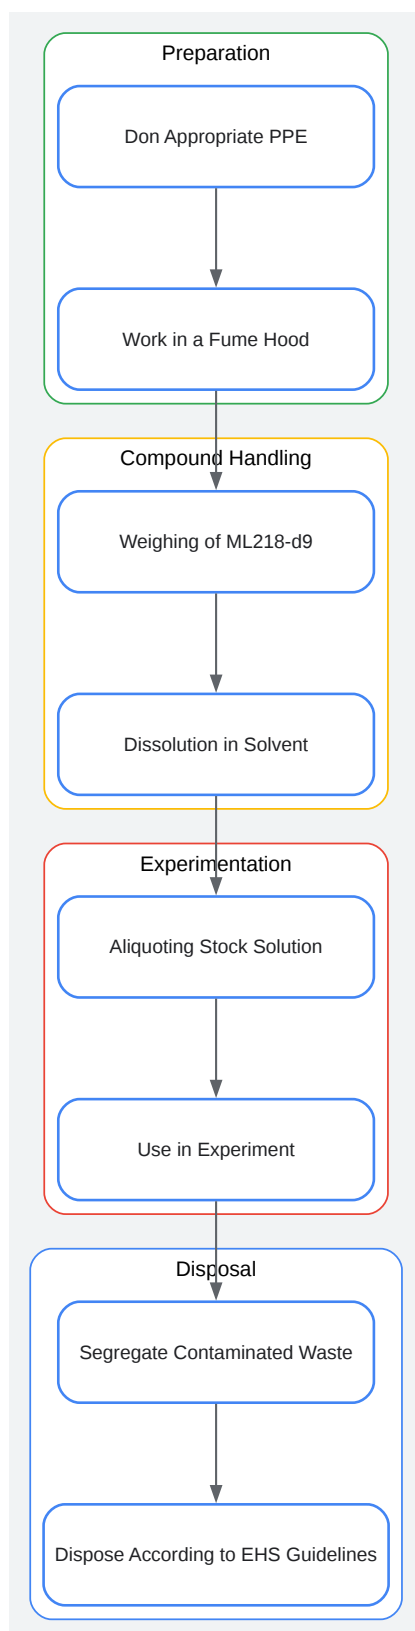 Preparation
Don Appropriate PPE
Work in a Fume Hood
Compound Handling
Weighing of ML218-d9
Dissolution in Solvent
Experimentation
Aliquoting Stock Solution
Use in Experiment
Disposal
Segregate Contaminated Waste
Dispose According to EHS Guidelines